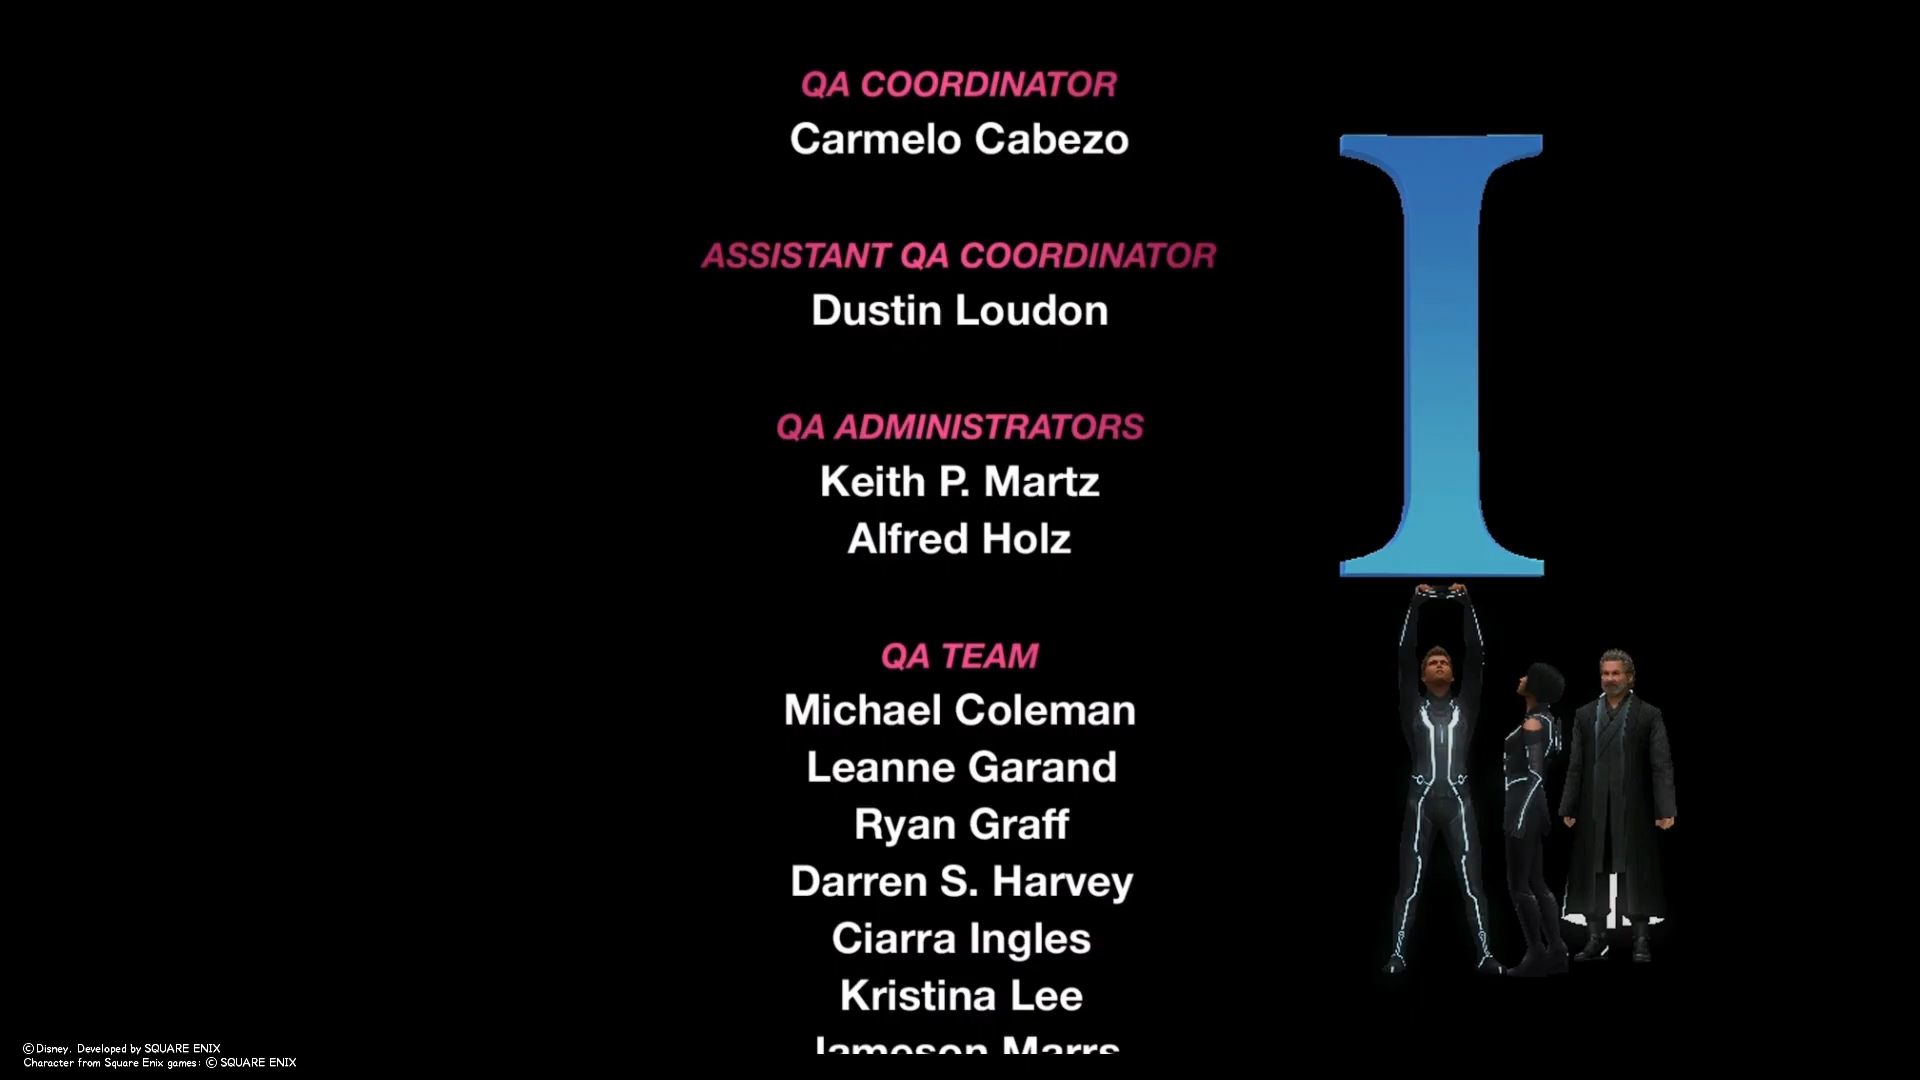 QA COORDINATOR
Carmelo Cabezo
ASSISTANT QA COORDINATOR
Dustin Loudon
QA ADMINISTRATORS
Keith P. Martz
Alfred Holz
QA TEAM
Michael Coleman
Leanne Garand
Ryan Graff
Darren S. Harvey
Ciarra Ingles
Kristina Lee
Jameson Marrs
I
©Disney. Developed by SQUARE ENIX
Character from Square Enix games: © SQUARE ENIX